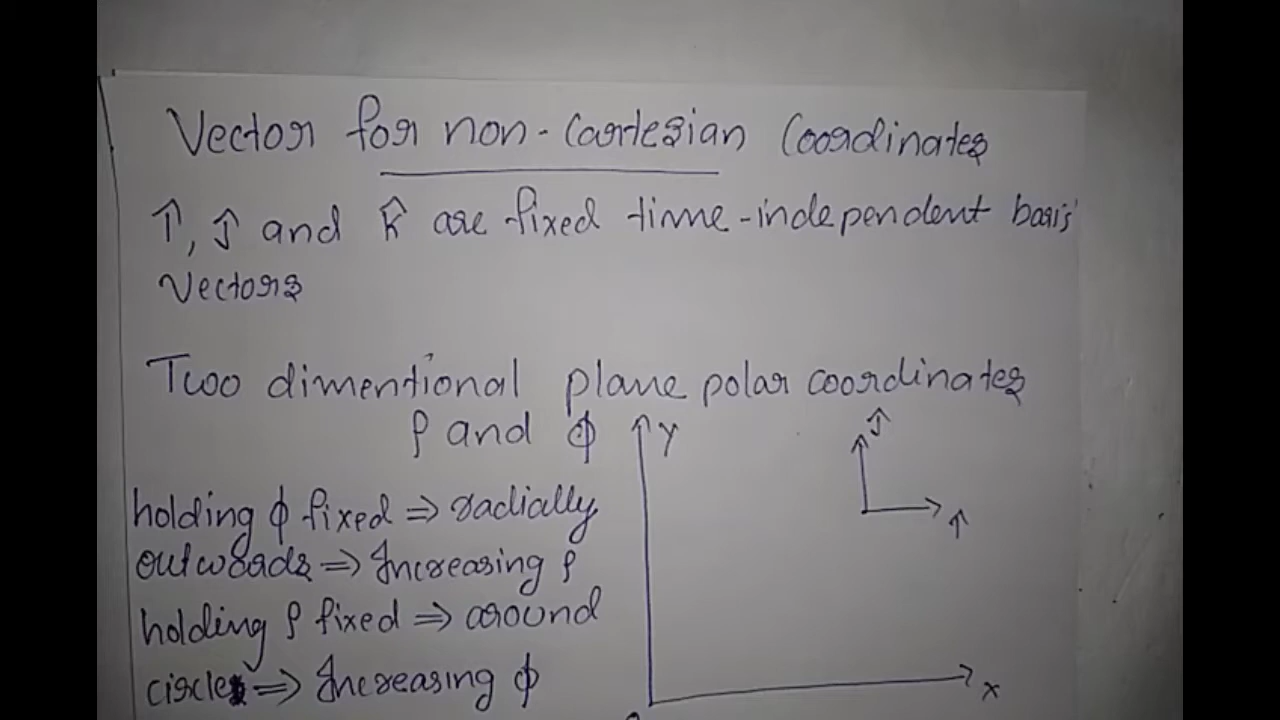 Vector for non-Cartesian Coordinates
î, ĵ and k̂ are fixed time-independent basis
Vectors
Two dimentional plane polar coordinates
ρ and ϕ
Y
ĵ
î
holding ϕ fixed ⇒ radially
outwoards ⇒ Increasing ρ
holding ρ fixed ⇒ around
circle ⇒ Increasing ϕ
x